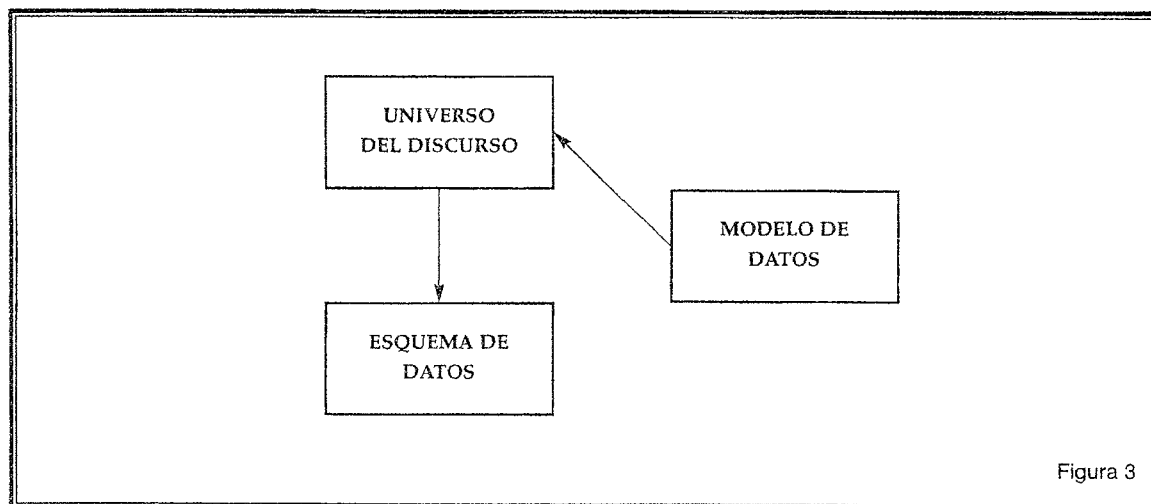 UNIVERSO
DEL DISCURSO
MODELO DE
DATOS
ESQUEMA DE
DATOS
Figura 3